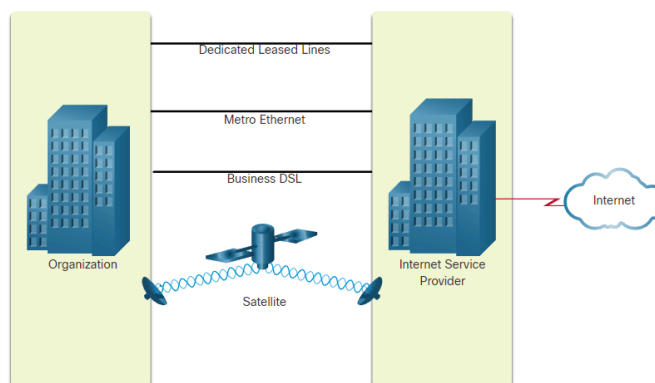 Dedicated Leased Lines
Metro Ethernet
Business DSL
Internet
Organization
Internet Service
Provider
Satellite